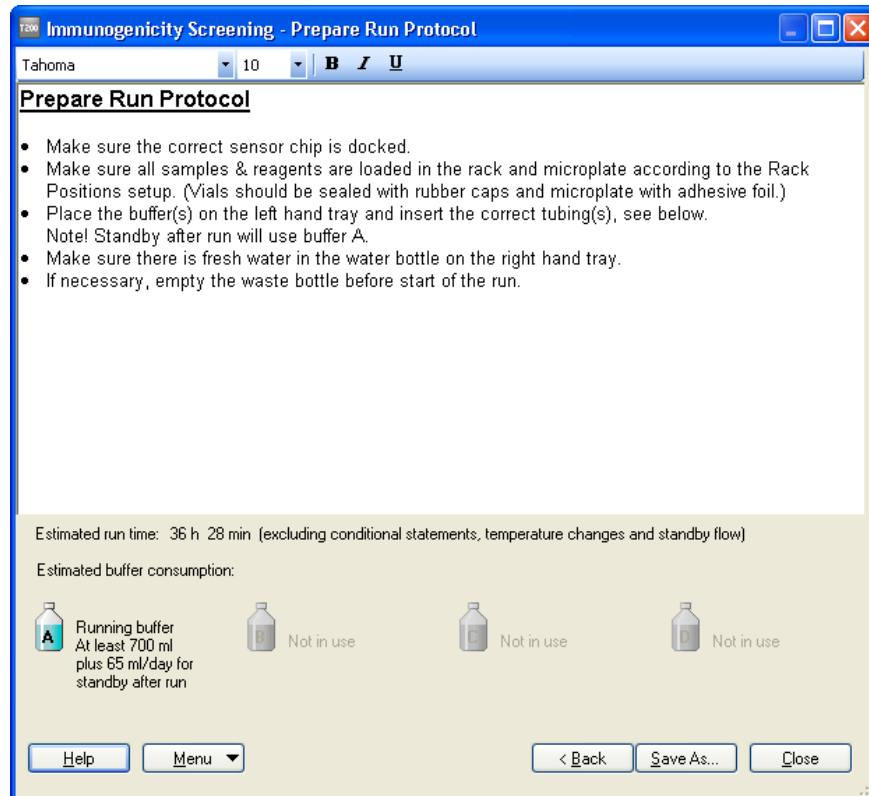 T200 Immunogenicity Screening - Prepare Run Protocol
Tahoma 10 B I U
Prepare Run Protocol
• Make sure the correct sensor chip is docked.
• Make sure all samples & reagents are loaded in the rack and microplate according to the Rack
Positions setup. (Vials should be sealed with rubber caps and microplate with adhesive foil.)
• Place the buffer(s) on the left hand tray and insert the correct tubing(s), see below.
Note! Standby after run will use buffer A.
• Make sure there is fresh water in the water bottle on the right hand tray.
• If necessary, empty the waste bottle before start of the run.
Estimated run time: 36 h 28 min (excluding conditional statements, temperature changes and standby flow)
Estimated buffer consumption:
A
Running buffer
At least 700 ml
plus 65 ml/day for
standby after run
B Not in use
C Not in use
D Not in use
Help Menu < Back Save As... Close